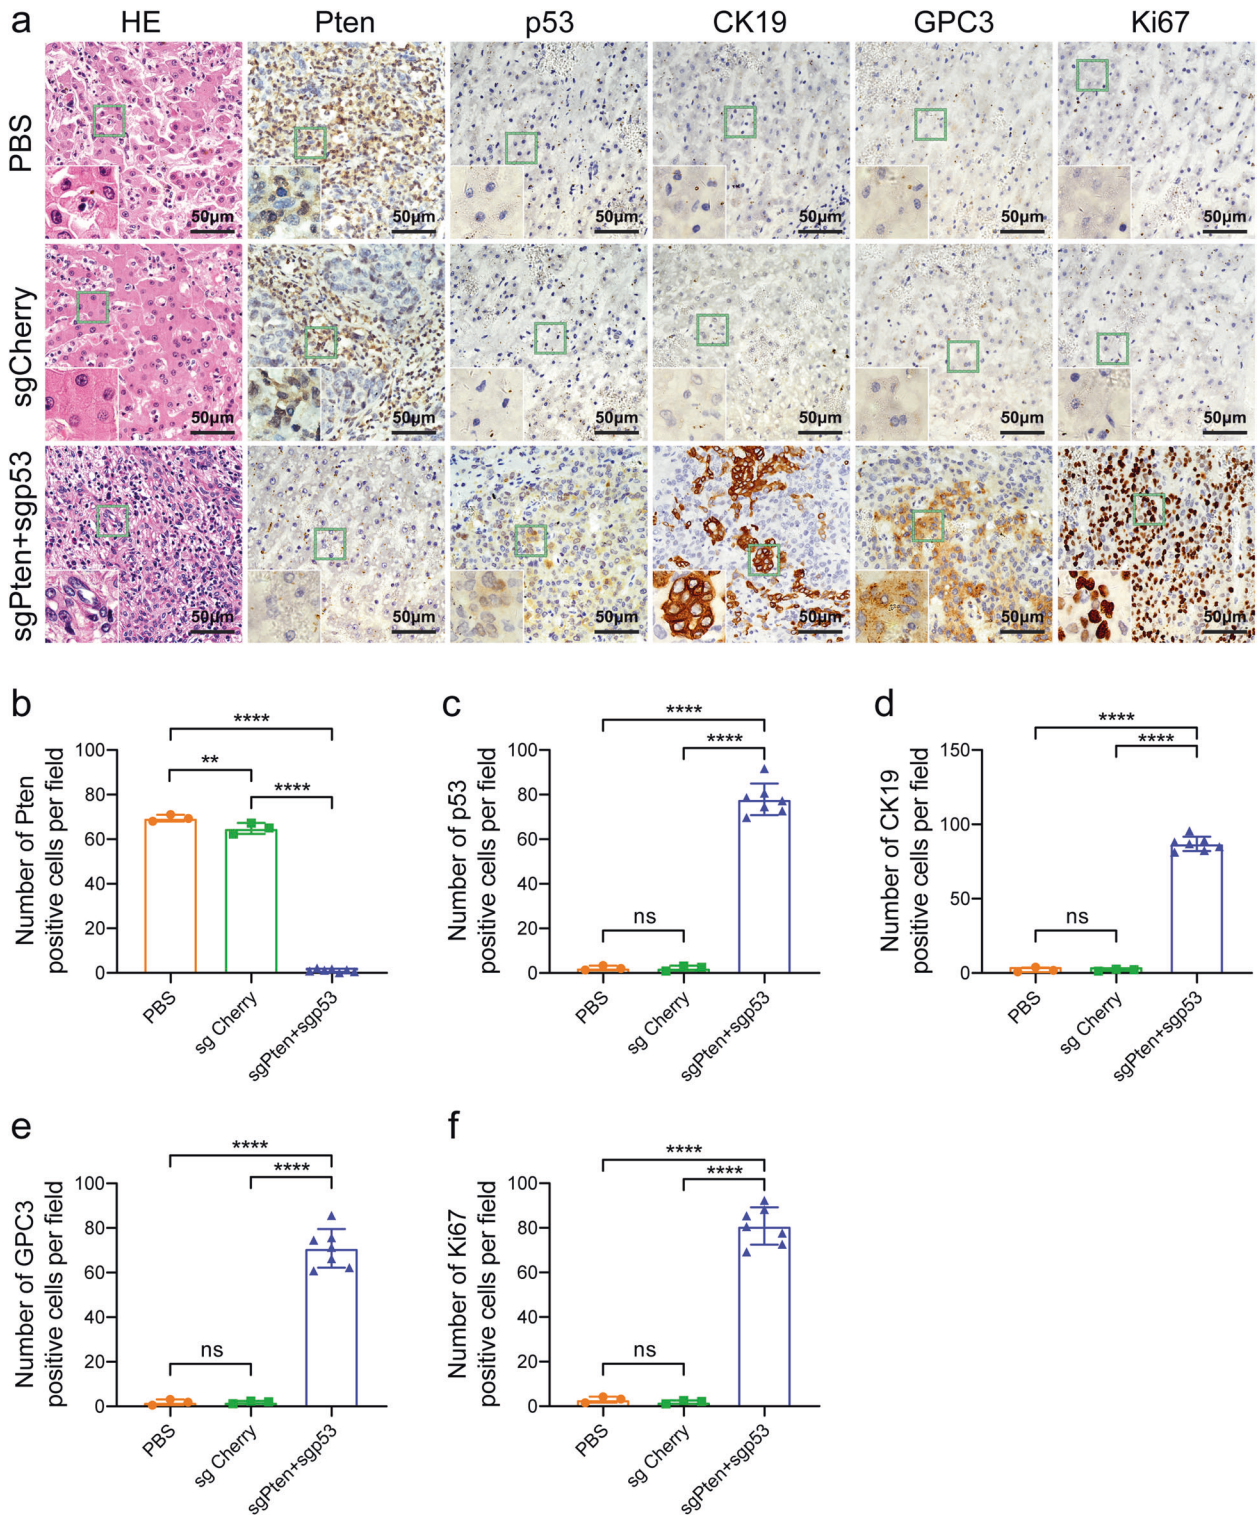 a
HE Pten p53 CK19 GPC3 Ki67
PBS
50μm 50μm 50μm 50μm 50μm 50μm
sgCherry
50μm 50μm 50μm 50μm 50μm 50μm
sgPten+sgp53
50μm 50μm 50μm 50μm 50μm 50μm
b
Number of Pten
positive cells per field
100
80
60
40
20
0
****
**
****
PBS
sg Cherry
sgPten+sgp53
c
Number of p53
positive cells per field
100
80
60
40
20
0
****
****
ns
PBS
sg Cherry
sgPten+sgp53
d
Number of CK19
positive cells per field
150
100
50
0
****
****
ns
PBS
sg Cherry
sgPten+sgp53
e
Number of GPC3
positive cells per field
100
80
60
40
20
0
****
****
ns
PBS
sg Cherry
sgPten+sgp53
f
Number of Ki67
positive cells per field
100
80
60
40
20
0
****
****
ns
PBS
sg Cherry
sgPten+sgp53